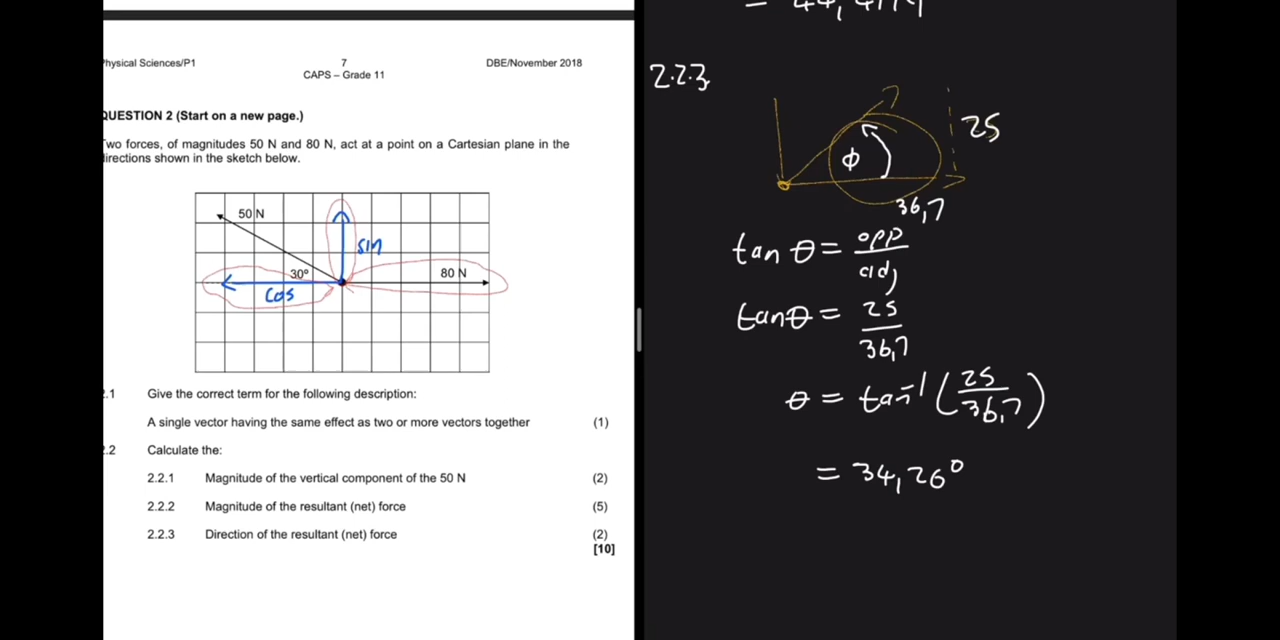 hysical Sciences/P1 7 DBE/November 2018
CAPS – Grade 11
QUESTION 2 (Start on a new page.)
Two forces, of magnitudes 50 N and 80 N, act at a point on a Cartesian plane in the
directions shown in the sketch below.
50 N
sin
30° 80 N
Cos
.1 Give the correct term for the following description:
A single vector having the same effect as two or more vectors together (1)
.2 Calculate the:
2.2.1 Magnitude of the vertical component of the 50 N (2)
2.2.2 Magnitude of the resultant (net) force (5)
2.2.3 Direction of the resultant (net) force (2)
[10]
2.2.3
25
ϕ
36,7
tan θ = opp/adj
tanθ = 25/36,7
θ = tan⁻¹ (25/36,7)
= 34,26°